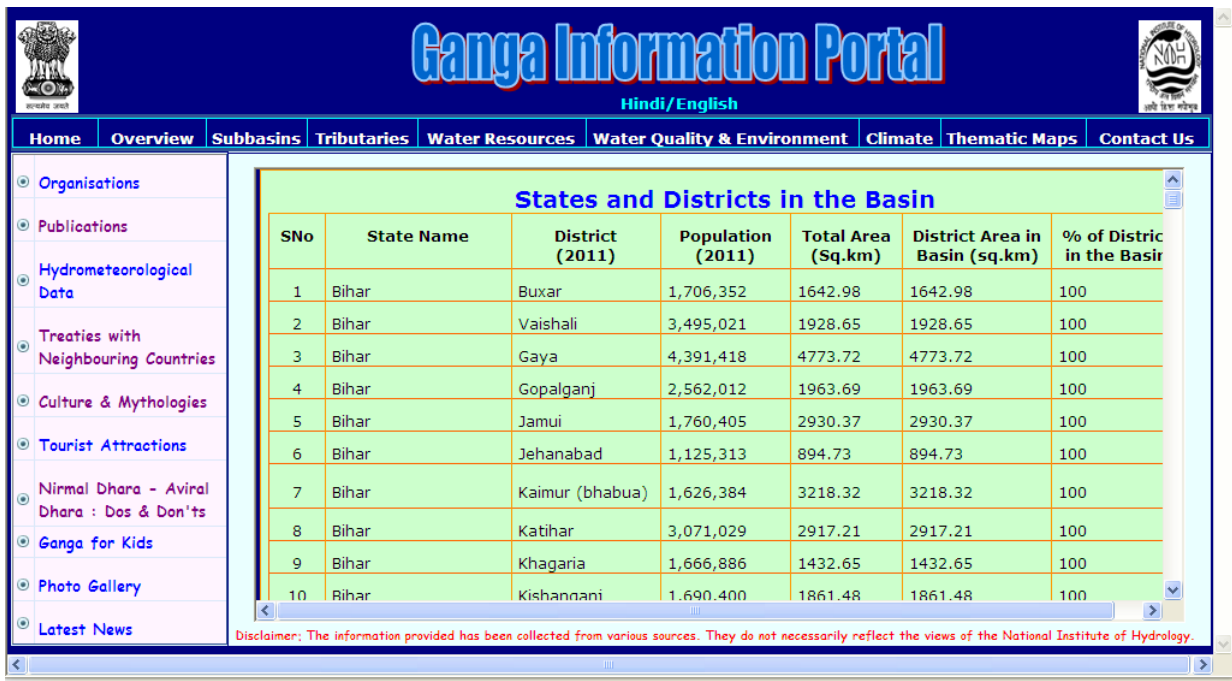 Ganga Information Portal
Hindi/English
सत्यमेव जयते
Home Overview Subbasins Tributaries Water Resources Water Quality & Environment Climate Thematic Maps Contact Us
Organisations
Publications
Hydrometeorological
Data
Treaties with
Neighbouring Countries
Culture & Mythologies
Tourist Attractions
Nirmal Dhara - Aviral
Dhara : Dos & Don'ts
Ganga for Kids
Photo Gallery
Latest News
States and Districts in the Basin
SNo State Name District (2011) Population (2011) Total Area (Sq.km) District Area in Basin (sq.km) % of Distric in the Basin
1 Bihar Buxar 1,706,352 1642.98 1642.98 100
2 Bihar Vaishali 3,495,021 1928.65 1928.65 100
3 Bihar Gaya 4,391,418 4773.72 4773.72 100
4 Bihar Gopalganj 2,562,012 1963.69 1963.69 100
5 Bihar Jamui 1,760,405 2930.37 2930.37 100
6 Bihar Jehanabad 1,125,313 894.73 894.73 100
7 Bihar Kaimur (bhabua) 1,626,384 3218.32 3218.32 100
8 Bihar Katihar 3,071,029 2917.21 2917.21 100
9 Bihar Khagaria 1,666,886 1432.65 1432.65 100
10 Bihar Kishanganj 1,690,400 1861.48 1861.48 100
Disclaimer; The information provided has been collected from various sources. They do not necessarily reflect the views of the National Institute of Hydrology.